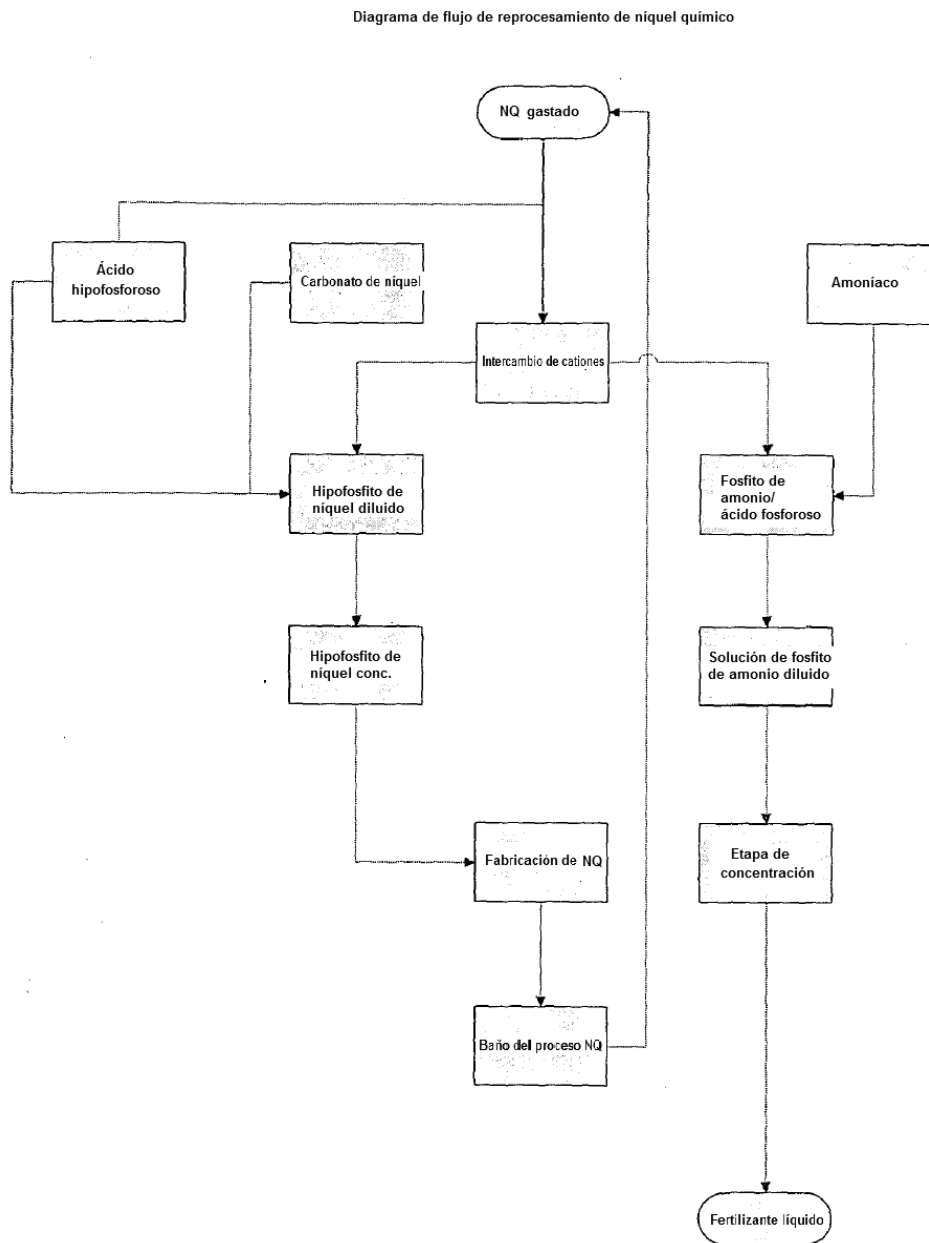 Diagrama de flujo de reprocesamiento de níquel químico
NQ gastado
Ácido
hipofosforoso
Carbonato de níquel
Amoníaco
Intercambio de cationes
Hipofosfito de
níquel diluido
Fosfito de
amonio/
ácido fosforoso
Hipofosfito de
níquel conc.
Solución de fosfito
de amonio diluido
Fabricación de NQ
Etapa de
concentración
Baño del proceso NQ
Fertilizante líquido